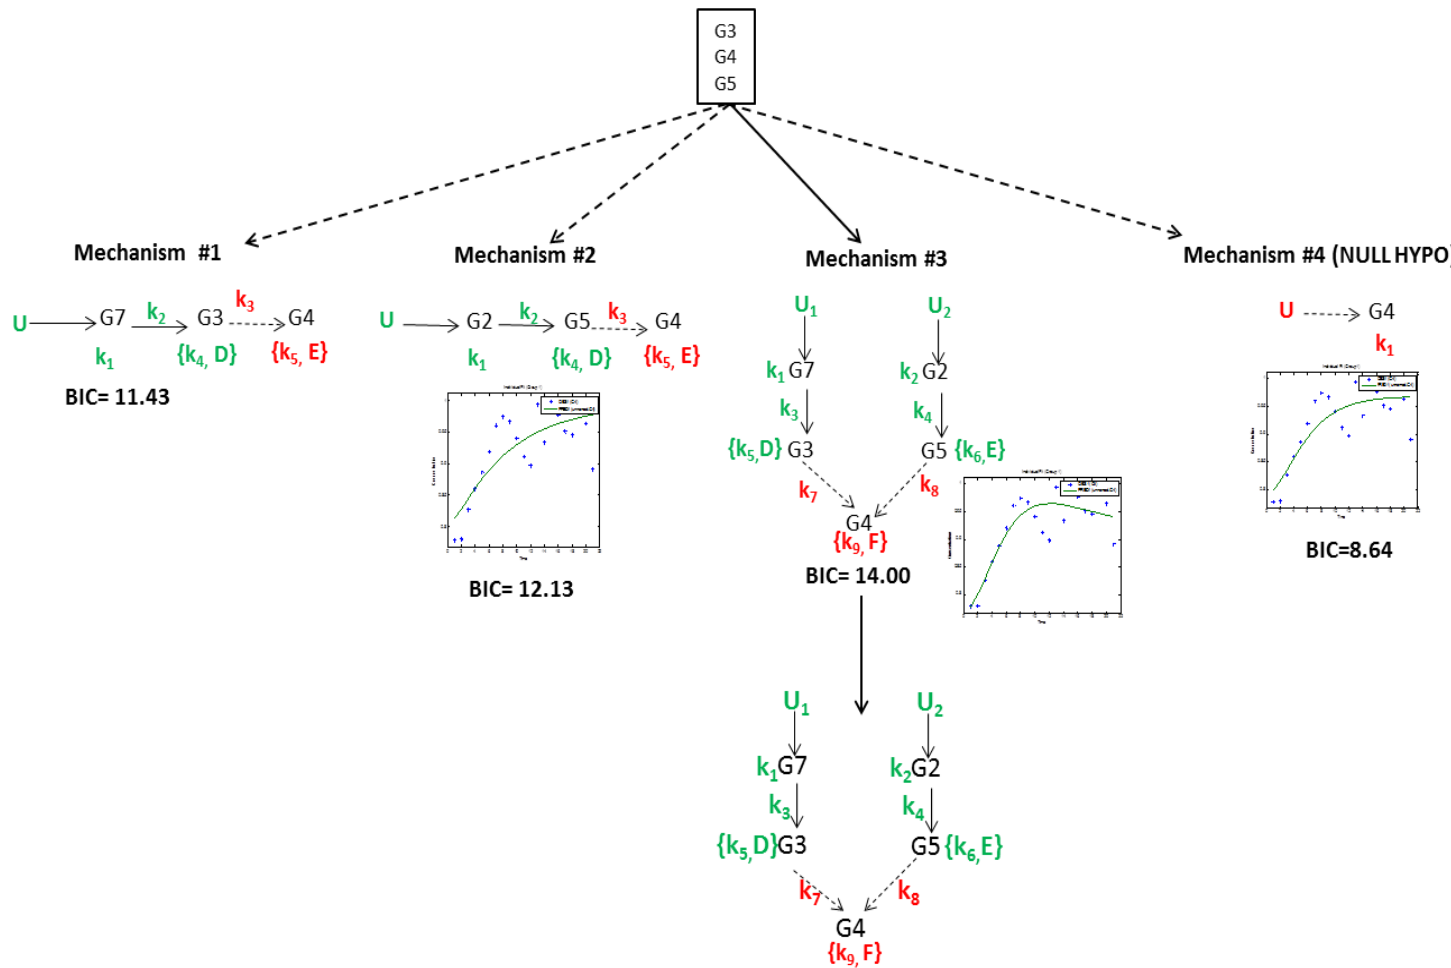 G3
G4
G5
Mechanism #1
U G7 k2 G3 k3 G4
k1 {k4, D} {k5, E}
BIC= 11.43
Mechanism #2
U G2 k2 G5 k3 G4
k1 {k4, D} {k5, E}
BIC= 12.13
Mechanism #3
U1 U2
k1 G7 k2 G2
k3 k4
{k5, D} G3 G5 {k6, E}
k7 k8
G4
{k9, F}
BIC= 14.00
Time
Mechanism #4 (NULL HYPO)
U G4
k1
BIC=8.64
U1 U2
k1G7 k2G2
k3 k4
{k5, D}G3 G5{k6, E}
k7 k8
G4
{k9, F}